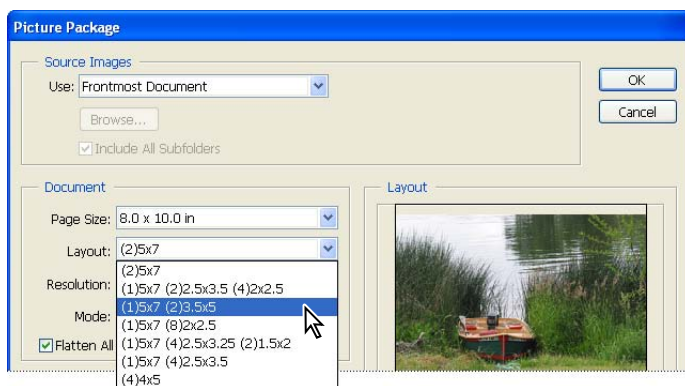 Picture Package
Source Images
Use: Frontmost Document
OK
Browse...
Cancel
Include All Subfolders
Document
Layout
Page Size: 8.0 x 10.0 in
Layout: (2)5x7
(2)5x7
Resolution:
(1)5x7 (2)2.5x3.5 (4)2x2.5
(1)5x7 (2)3.5x5
Mode:
(1)5x7 (8)2x2.5
Flatten All
(1)5x7 (4)2.5x3.25 (2)1.5x2
(1)5x7 (4)2.5x3.5
(4)4x5